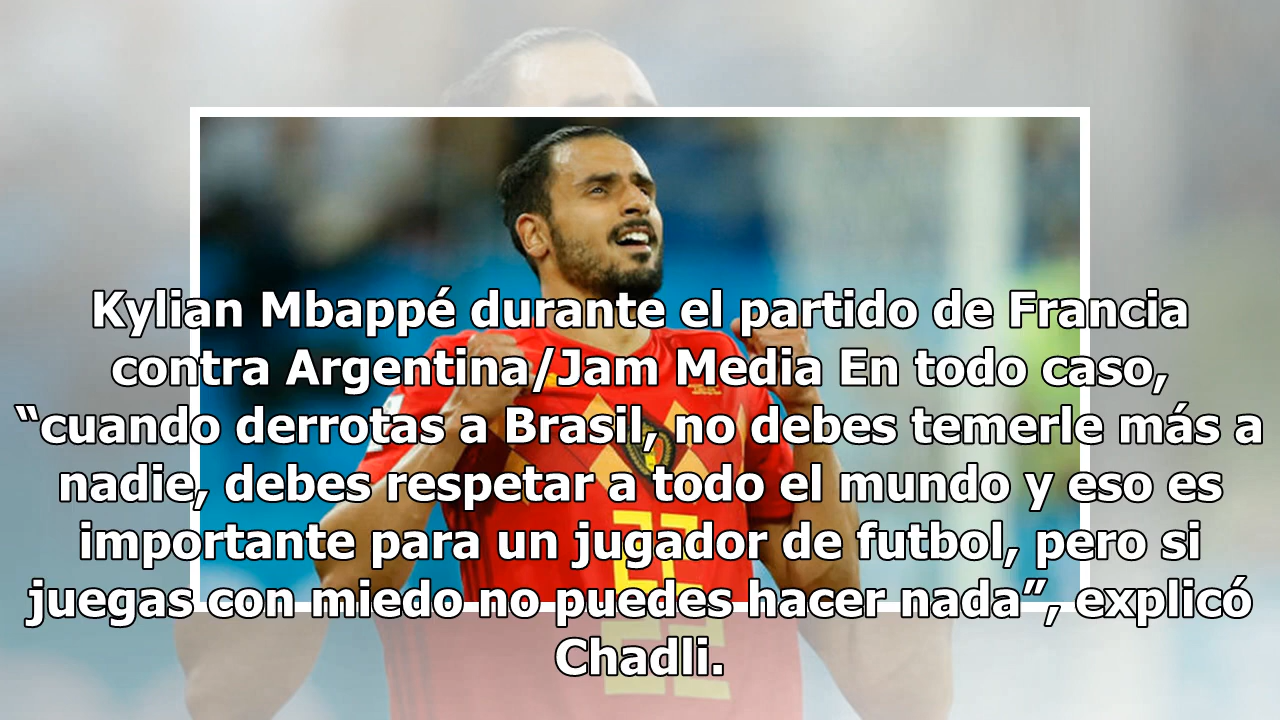 Kylian Mbappé durante el partido de Francia
contra Argentina/Jam Media En todo caso,
“cuando derrotas a Brasil, no debes temerle más a
nadie, debes respetar a todo el mundo y eso es
importante para un jugador de futbol, pero si
juegas con miedo no puedes hacer nada”, explicó
Chadli.
22